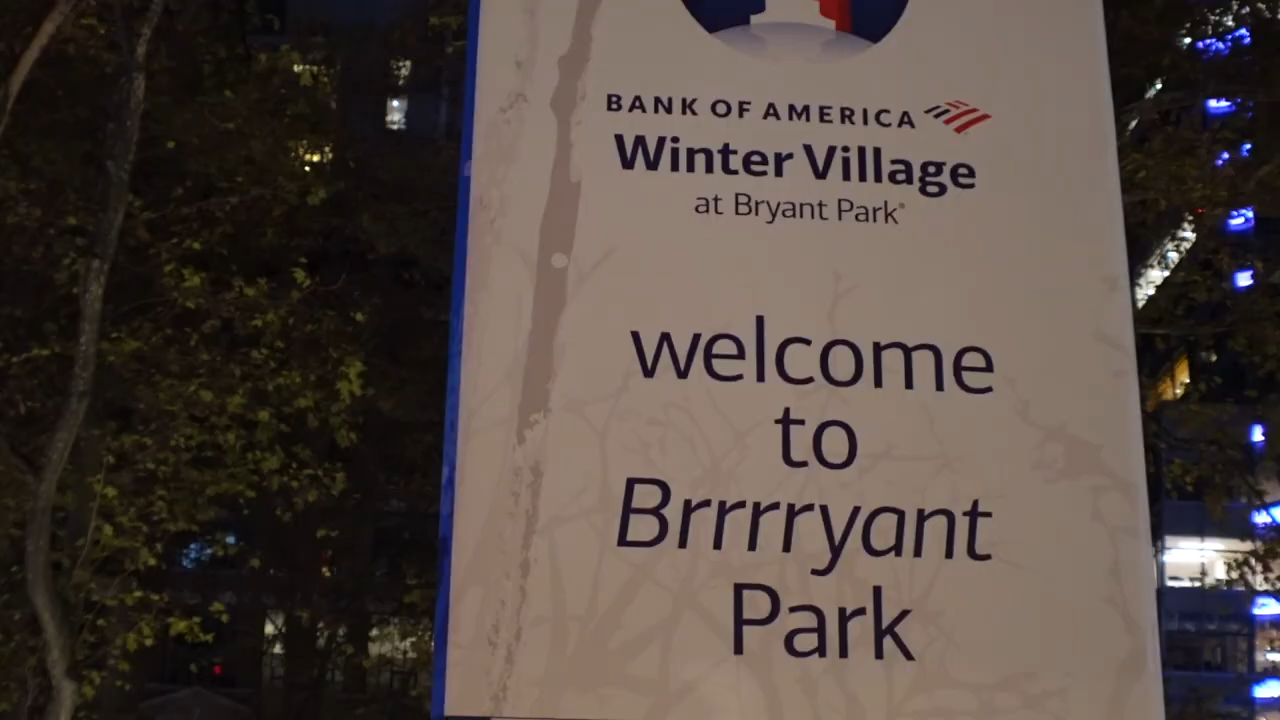 BANK OF AMERICA
Winter Village
at Bryant Park®
welcome
to
Brrrryant
Park